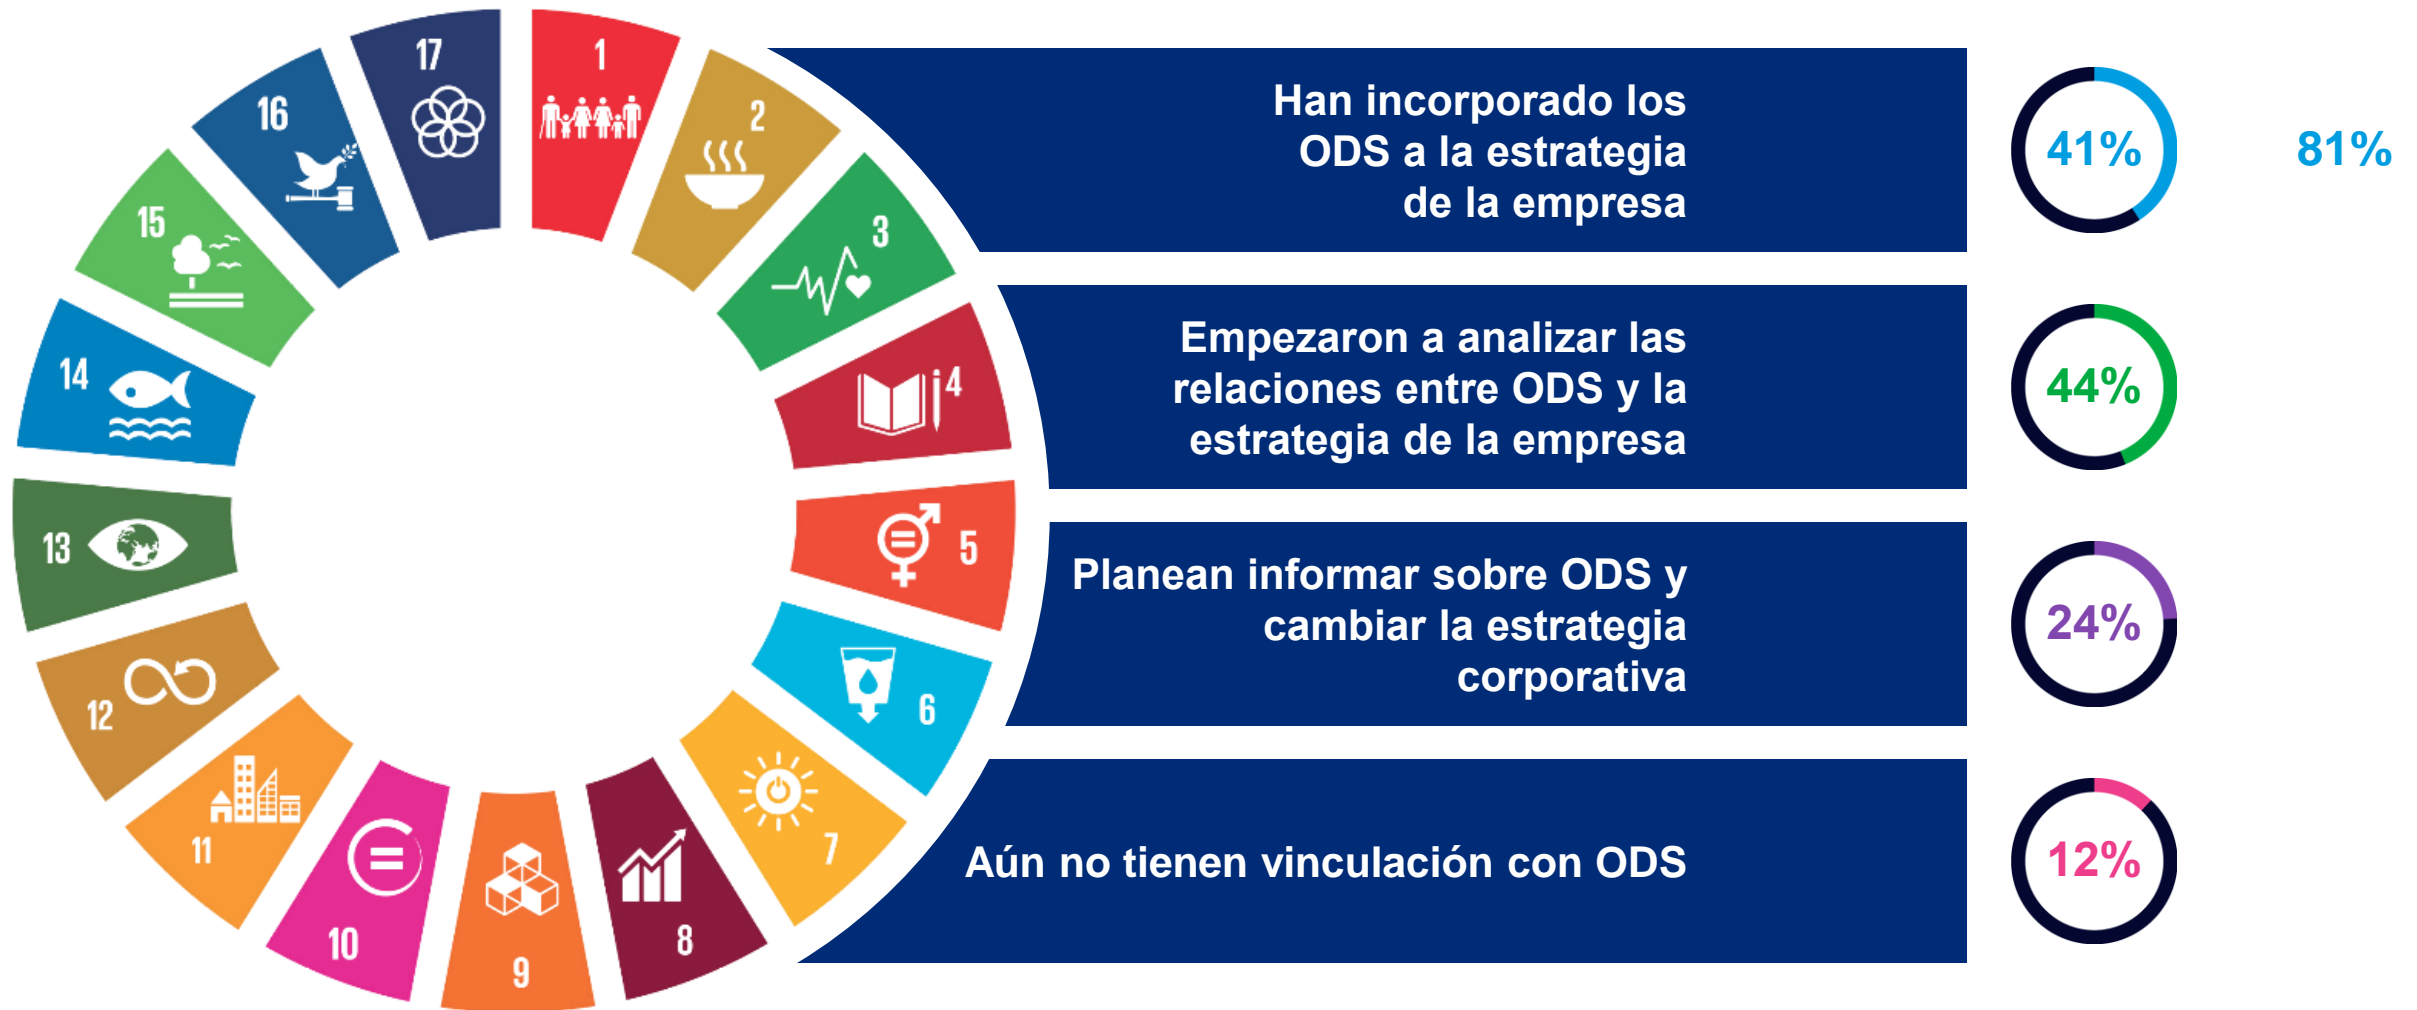 1
2
3
4
5
6
7
8
9
10
11
12
13
14
15
16
17
Han incorporado los
ODS a la estrategia
de la empresa
41%
81%
Empezaron a analizar las
relaciones entre ODS y la
estrategia de la empresa
44%
Planean informar sobre ODS y
cambiar la estrategia
corporativa
24%
Aún no tienen vinculación con ODS
12%